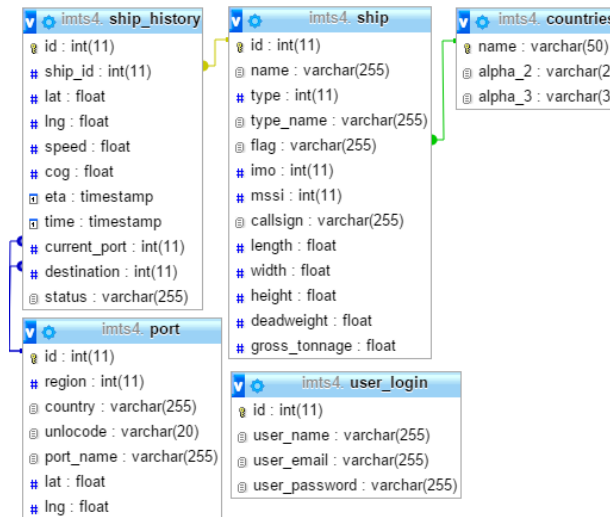 imts4. ship_history
id : int(11)
ship_id : int(11)
lat : float
lng : float
speed : float
cog : float
eta : timestamp
time : timestamp
current_port : int(11)
destination : int(11)
status : varchar(255)
imts4. ship
id : int(11)
name : varchar(255)
type : int(11)
type_name : varchar(255)
flag : varchar(255)
imo : int(11)
mssi : int(11)
callsign : varchar(255)
length : float
width : float
height : float
deadweight : float
gross_tonnage : float
imts4. countries
name : varchar(50)
alpha_2 : varchar(2
alpha_3 : varchar(3
imts4. port
id : int(11)
region : int(11)
country : varchar(255)
unlocode : varchar(20)
port_name : varchar(255)
lat : float
lng : float
imts4. user_login
id : int(11)
user_name : varchar(255)
user_email : varchar(255)
user_password : varchar(255)